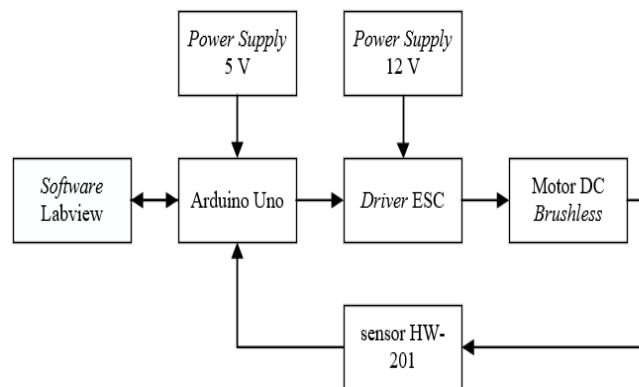 Power Supply
5 V
Power Supply
12 V
Software
Labview
Arduino Uno
Driver ESC
Motor DC
Brushless
sensor HW-
201